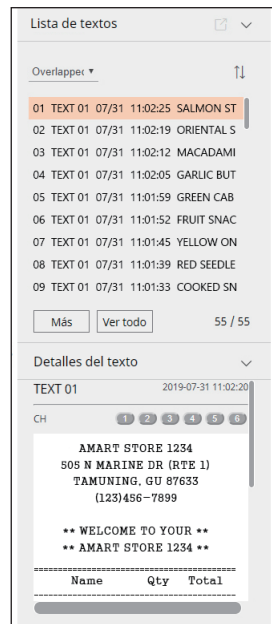 Lista de textos
Overlapped
01 TEXT 01 07/31 11:02:25 SALMON ST
02 TEXT 01 07/31 11:02:19 ORIENTAL S
03 TEXT 01 07/31 11:02:12 MACADAMI
04 TEXT 01 07/31 11:02:05 GARLIC BUT
05 TEXT 01 07/31 11:01:59 GREEN CAB
06 TEXT 01 07/31 11:01:52 FRUIT SNAC
07 TEXT 01 07/31 11:01:45 YELLOW ON
08 TEXT 01 07/31 11:01:39 RED SEEDLE
09 TEXT 01 07/31 11:01:33 COOKED SN
Más Ver todo 55 / 55
Detalles del texto
TEXT 01 2019-07-31 11:02:20
CH 1 2 3 4 5 6
AMART STORE 1234
505 N MARINE DR (RTE 1)
TAMUNING, GU 87633
(123)456-7899
** WELCOME TO YOUR **
** AMART STORE 1234 **
========================================
Name Qty Total
----------------------------------------